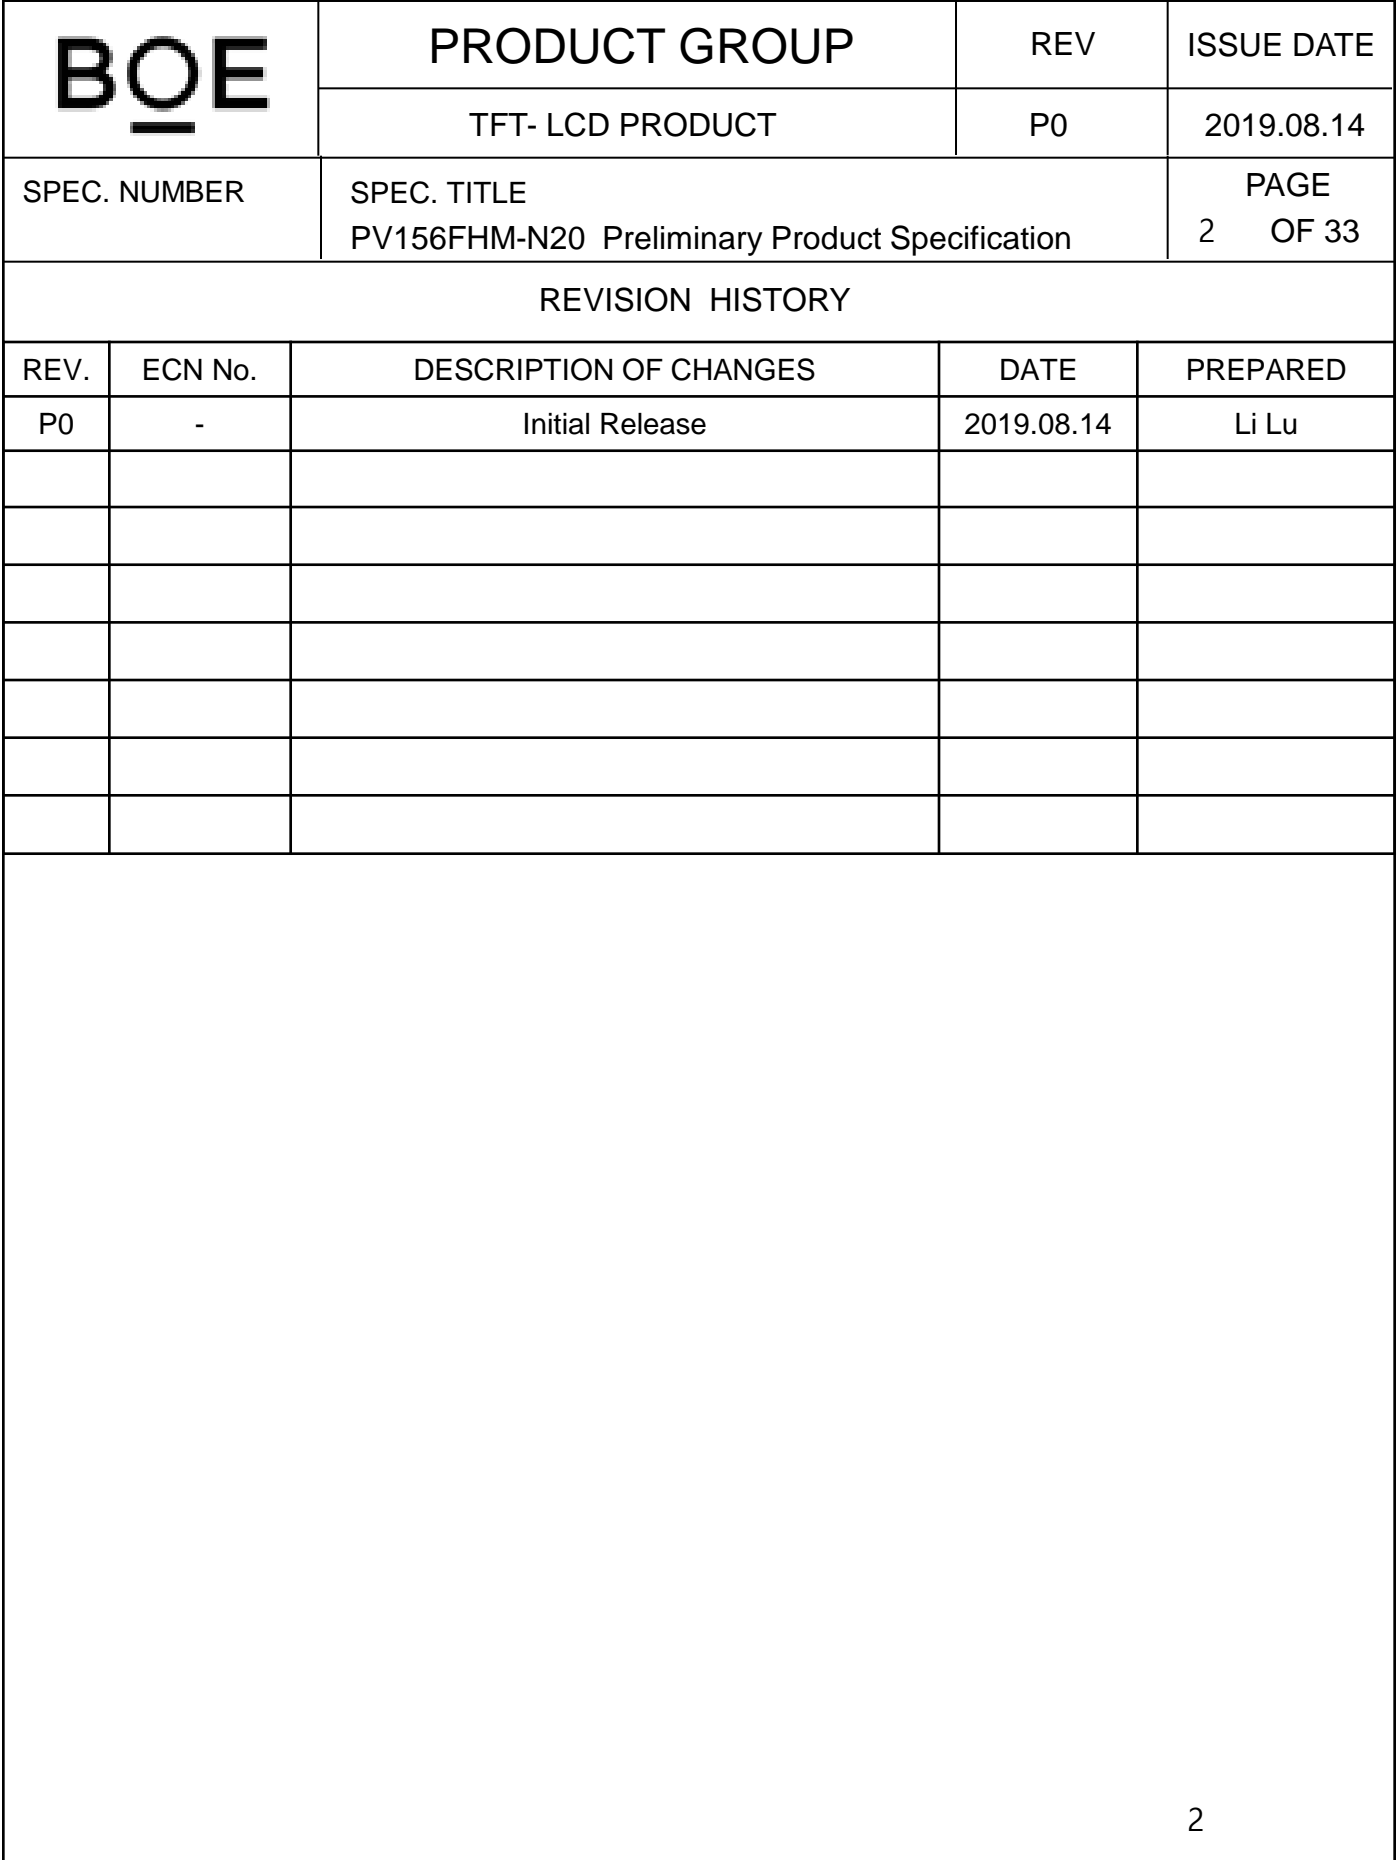 BOE
PRODUCT GROUP
REV
ISSUE DATE
TFT- LCD PRODUCT
P0
2019.08.14
SPEC. NUMBER
SPEC. TITLE
PV156FHM-N20 Preliminary Product Specification
PAGE
2 OF 33
REVISION HISTORY
REV. ECN No. DESCRIPTION OF CHANGES DATE PREPARED
P0 - Initial Release 2019.08.14 Li Lu
2